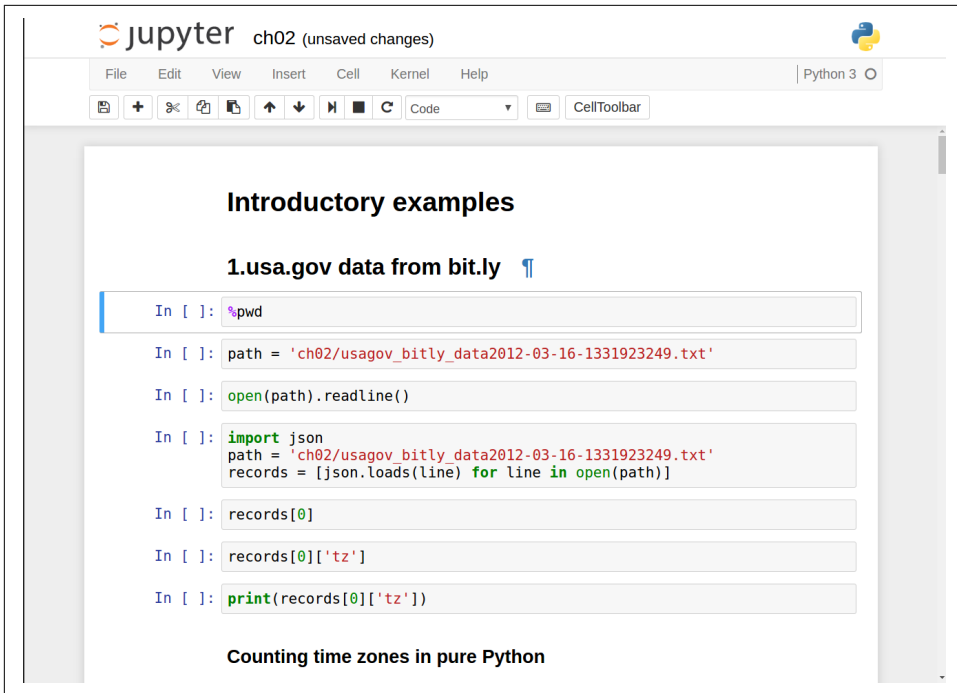 jupyter ch02 (unsaved changes)
File Edit View Insert Cell Kernel Help Python 3
Code CellToolbar
Introductory examples
1.usa.gov data from bit.ly ¶
In [ ]: %pwd
In [ ]: path = 'ch02/usagov_bitly_data2012-03-16-1331923249.txt'
In [ ]: open(path).readline()
In [ ]: import json
path = 'ch02/usagov_bitly_data2012-03-16-1331923249.txt'
records = [json.loads(line) for line in open(path)]
In [ ]: records[0]
In [ ]: records[0]['tz']
In [ ]: print(records[0]['tz'])
Counting time zones in pure Python